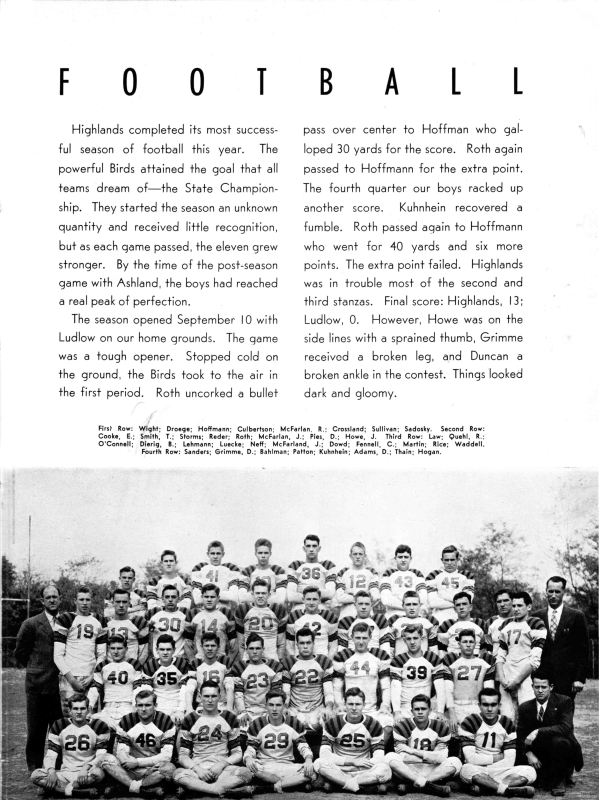 FOOTBALL
Highlands completed its most success-
ful season of football this year. The
powerful Birds attained the goal that all
teams dream of—the State Champion-
ship. They started the season an unknown
quantity and received little recognition,
but as each game passed, the eleven grew
stronger. By the time of the post-season
game with Ashland, the boys had reached
a real peak of perfection.
The season opened September 10 with
Ludlow on our home grounds. The game
was a tough opener. Stopped cold on
the ground, the Birds took to the air in
the first period. Roth uncorked a bullet
pass over center to Hoffman who gal-
loped 30 yards for the score. Roth again
passed to Hoffmann for the extra point.
The fourth quarter our boys racked up
another score. Kuhnhein recovered a
fumble. Roth passed again to Hoffmann
who went for 40 yards and six more
points. The extra point failed. Highlands
was in trouble most of the second and
third stanzas. Final score: Highlands, 13;
Ludlow, 0. However, Howe was on the
side lines with a sprained thumb, Grimme
received a broken leg, and Duncan a
broken ankle in the contest. Things looked
dark and gloomy.
First Row: Wight; Droege; Hoffmann; Culbertson; McFarlan, R.; Crossland; Sullivan; Sadosky. Second Row:
Cooke, E.; Smith, T.; Storms; Reder; Roth; McFarlan, J.; Ples, D.; Howe, J. Third Row: Law; Quehl, R.;
O'Connell; Dierig, B.; Lehmann; Luecke; Neff; McFarland, J.; Dowd; Fennell, C.; Martin; Rice; Waddell.
Fourth Row: Sanders; Grimme, D.; Bahlman; Patton; Kuhnhein; Adams, D.; Thain; Hogan.
41 36 12 43 45
19 13 30 14 20 42 17
40 35 16 23 22 44 39 27
26 46 24 29 25 18 11